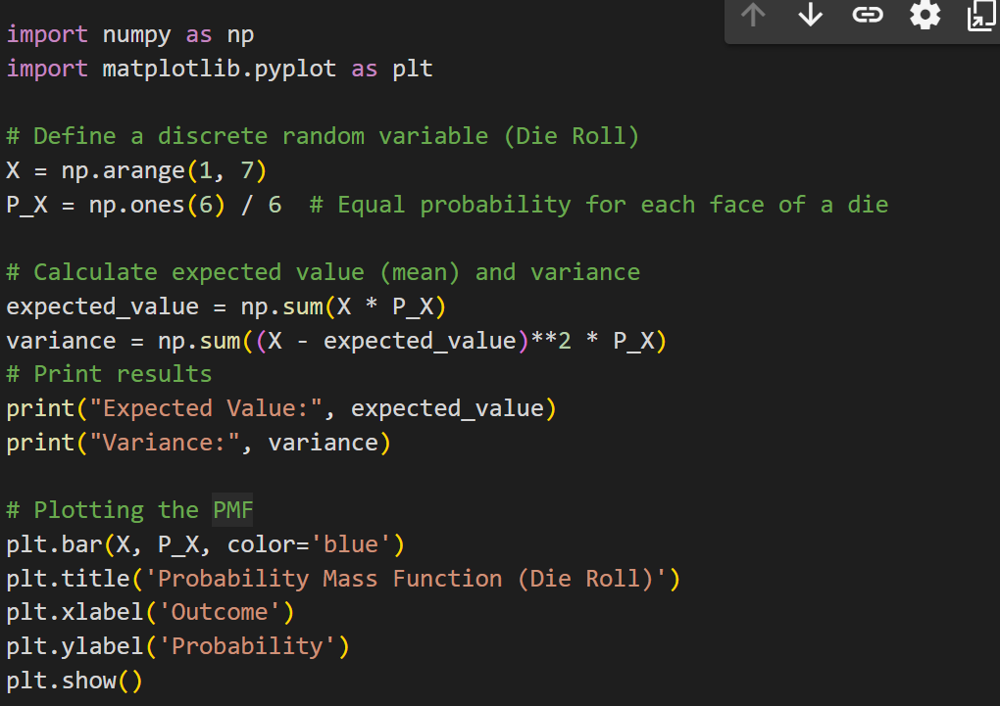 import numpy as np
import matplotlib.pyplot as plt

# Define a discrete random variable (Die Roll)
X = np.arange(1, 7)
P_X = np.ones(6) / 6  # Equal probability for each face of a die

# Calculate expected value (mean) and variance
expected_value = np.sum(X * P_X)
variance = np.sum((X - expected_value)**2 * P_X)
# Print results
print("Expected Value:", expected_value)
print("Variance:", variance)

# Plotting the PMF
plt.bar(X, P_X, color='blue')
plt.title('Probability Mass Function (Die Roll)')
plt.xlabel('Outcome')
plt.ylabel('Probability')
plt.show()